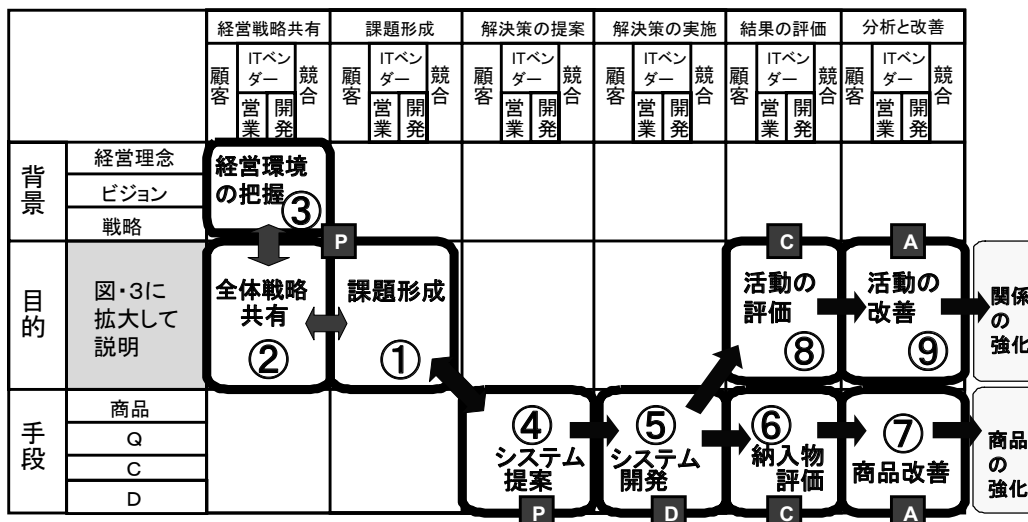 経営戦略共有 課題形成 解決策の提案 解決策の実施 結果の評価 分析と改善
顧客 ITベンダー 競合 顧客 ITベンダー 競合 顧客 ITベンダー 競合 顧客 ITベンダー 競合 顧客 ITベンダー 競合 顧客 ITベンダー 競合
営業 開発 営業 開発 営業 開発 営業 開発 営業 開発 営業 開発
背景
経営理念
ビジョン
戦略
経営環境
の把握
③
P
C
A
目的
図・3に
拡大して
説明
全体戦略
共有
②
課題形成
①
活動の
評価
⑧
活動の
改善
⑨
関係
の
強化
手段
商品
Q
C
D
④
システム
提案
P
⑤
システム
開発
D
⑥
納入物
評価
C
⑦
商品改善
A
商品
の
強化